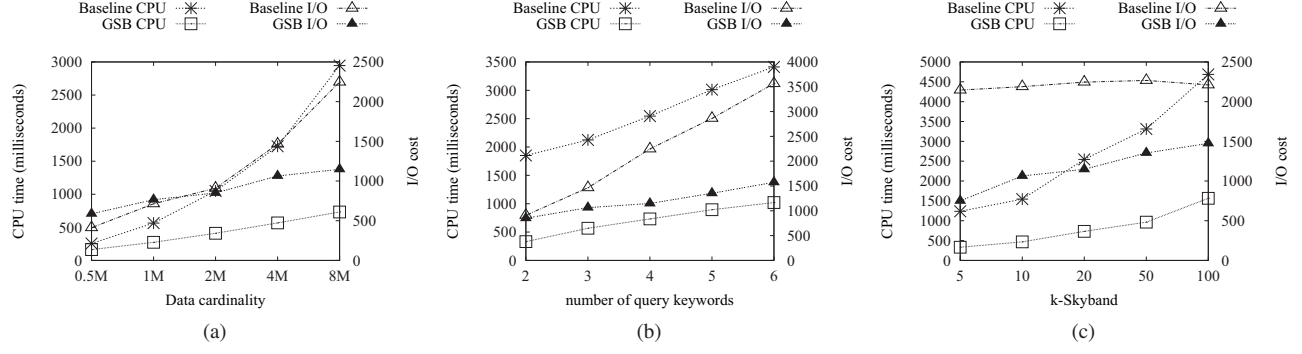 Baseline CPU Baseline I/O
GSB CPU GSB I/O
3000 2500
2500 2000
2000 1500
1500 1000
1000 500
500 0
0
CPU time (milliseconds)
I/O cost
0.5M 1M 2M 4M 8M
Data cardinality
(a)
Baseline CPU Baseline I/O
GSB CPU GSB I/O
3500 4000
3000 3500
2500 3000
2000 2500
1500 2000
1000 1500
500 1000
0 500
0
CPU time (milliseconds)
I/O cost
2 3 4 5 6
number of query keywords
(b)
Baseline CPU Baseline I/O
GSB CPU GSB I/O
5000 2500
4500 2000
4000 1500
3500 1000
3000 500
2500 0
2000
1500
1000
500
0
CPU time (milliseconds)
I/O cost
5 10 20 50 100
k-Skyband
(c)